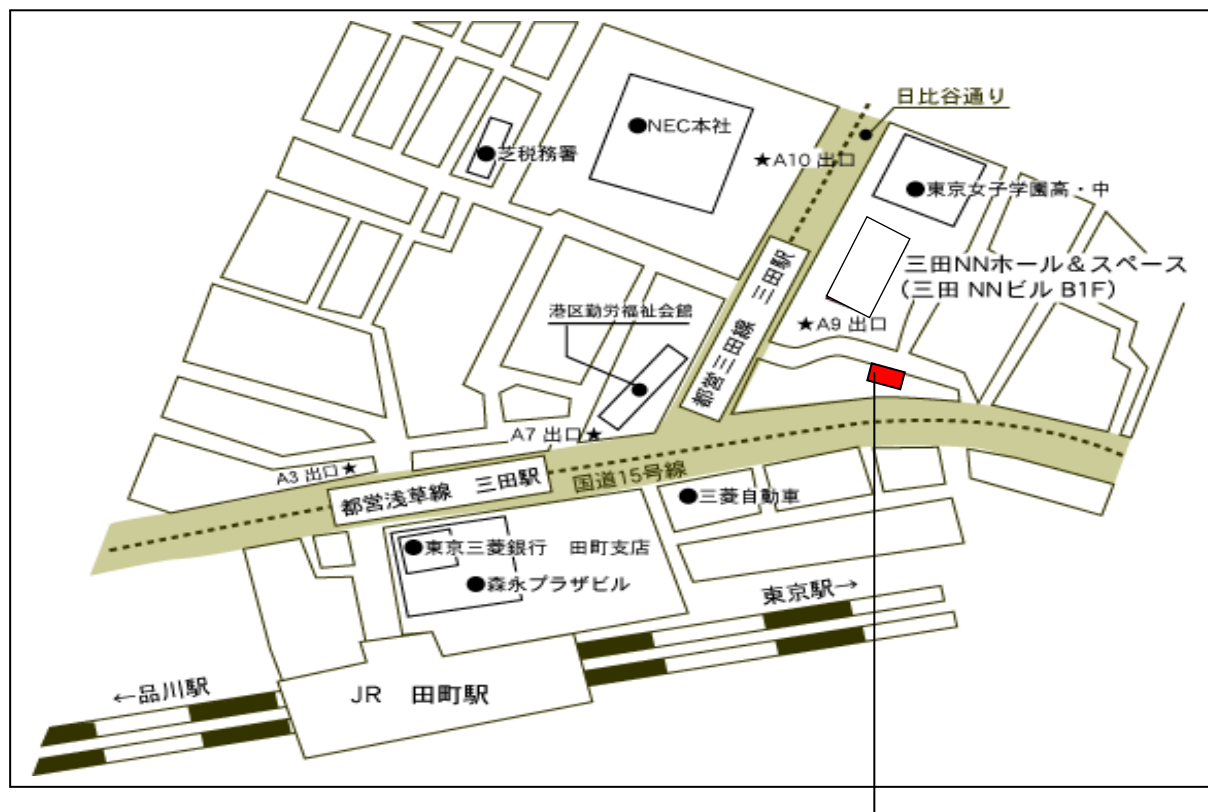 日比谷通り
●NEC本社
●芝税務署
★A10 出口
●東京女子学園高・中
三田NNホール＆スペース
（三田 NNビル B1F）
都営三田線　三田駅
港区勤労福祉会館
★A9 出口
A7 出口★
A3 出口★
都営浅草線　三田駅
国道15号線
●三菱自動車
●東京三菱銀行　田町支店
●森永プラザビル
東京駅→
←品川駅
JR　田町駅